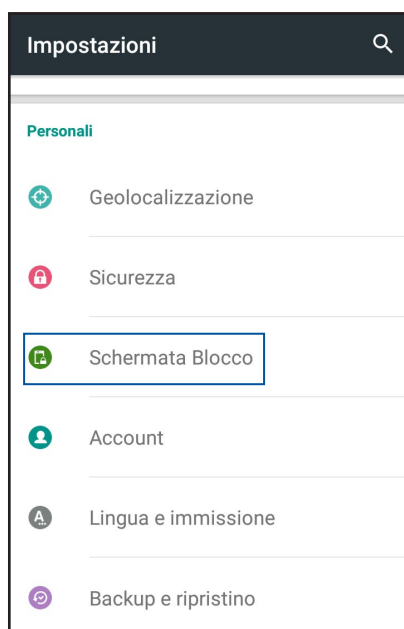 Impostazioni
Personali
Geolocalizzazione
Sicurezza
Schermata Blocco
Account
Lingua e immissione
Backup e ripristino